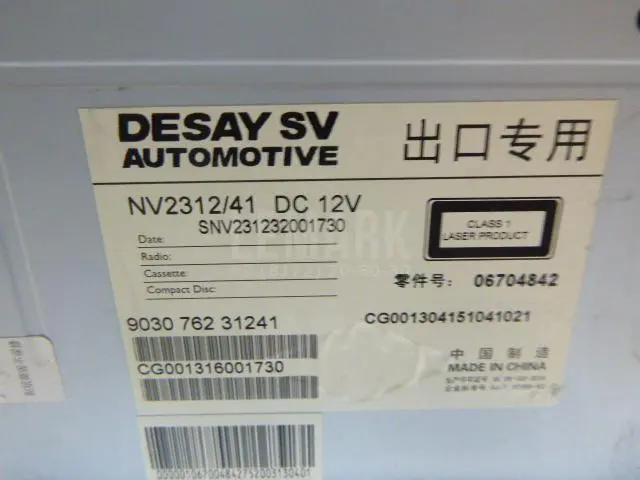 DESAY SV
AUTOMOTIVE
出口专用
NV2312/41 DC 12V
SNV231232001730
CLASS 1
LASER PRODUCT
Date:
Radio:
Cassette:
Compact Disc:
零件号: 06704842
9030 762 31241
CG001304151041021
CG001316001730
中国制造
MADE IN CHINA